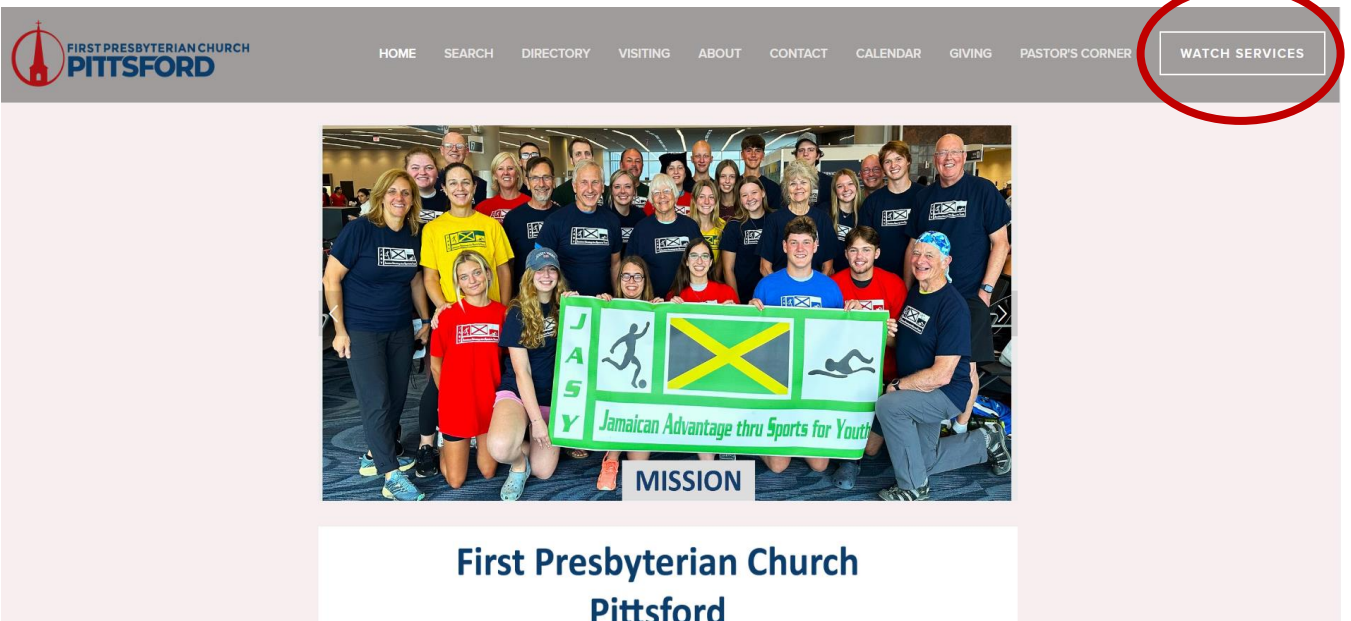 FIRST PRESBYTERIAN CHURCH
PITTSFORD
HOME SEARCH DIRECTORY VISITING ABOUT CONTACT CALENDAR GIVING PASTOR'S CORNER WATCH SERVICES
JASY
Jamaican Advantage thru Sports for Youth
MISSION
First Presbyterian Church
Pittsford